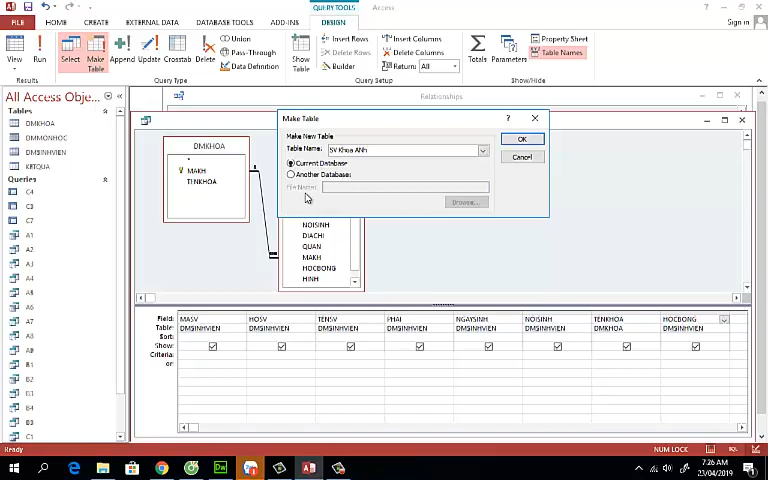 QUERY TOOLS
Access
FILE
HOME
CREATE
EXTERNAL DATA
DATABASE TOOLS
ADD-INS
DESIGN
Sign in
View
Run
Select
Make Table
Append
Update
Crosstab
Delete
Union
Pass-Through
Data Definition
Show Table
Insert Rows
Delete Rows
Builder
Insert Columns
Delete Columns
Return: All
Totals
Parameters
Property Sheet
Table Names
Results
Query Type
Query Setup
Show/Hide
All Access Obje...
Tables
DMKHOA
DMMONHOC
DMSINHVIEN
KETQUA
Queries
C4
C3
C7
A1
A2
A3
A4
A5
A6
A7
A8
A9
B1
B2
B3
B4
B3
C1
Relationships
DMKHOA
*
MAKH
TENKHOA
Make Table
Make New Table
Table Name: SV Khoa ANh
Current Database
Another Database:
File Name:
Browse...
OK
Cancel
NOISINH
DIACHI
QUAN
MAKH
HOCBONG
HINH
Field: MASV HOSV TENSV PHAI NGAYSINH NOISINH TENKHOA HOCBONG
Table: DMSINHVIEN DMSINHVIEN DMSINHVIEN DMSINHVIEN DMSINHVIEN DMSINHVIEN DMKHOA DMSINHVIEN
Sort:
Show:
Criteria:
or:
Ready
NUM LOCK
SQL
7:26 AM
23/04/2019